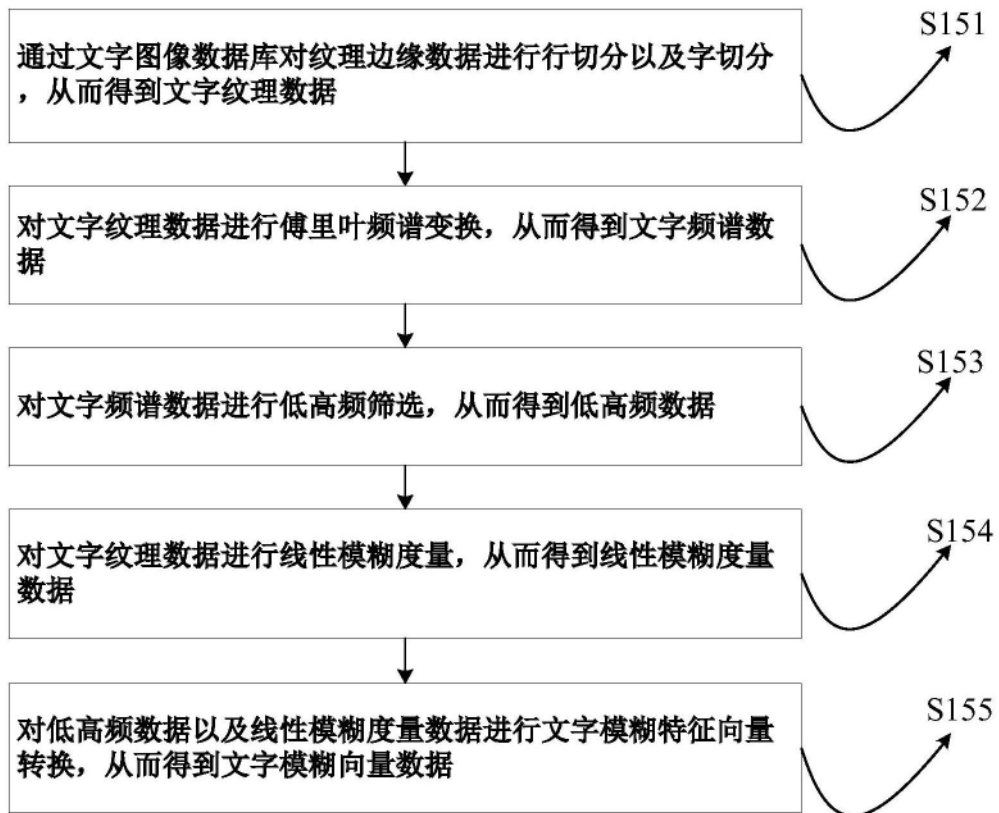 S151
通过文字图像数据库对纹理边缘数据进行行切分以及字切分
，从而得到文字纹理数据
S152
对文字纹理数据进行傅里叶频谱变换，从而得到文字频谱数
据
S153
对文字频谱数据进行低高频筛选，从而得到低高频数据
S154
对文字纹理数据进行线性模糊度量，从而得到线性模糊度量
数据
S155
对低高频数据以及线性模糊度量数据进行文字模糊特征向量
转换，从而得到文字模糊向量数据